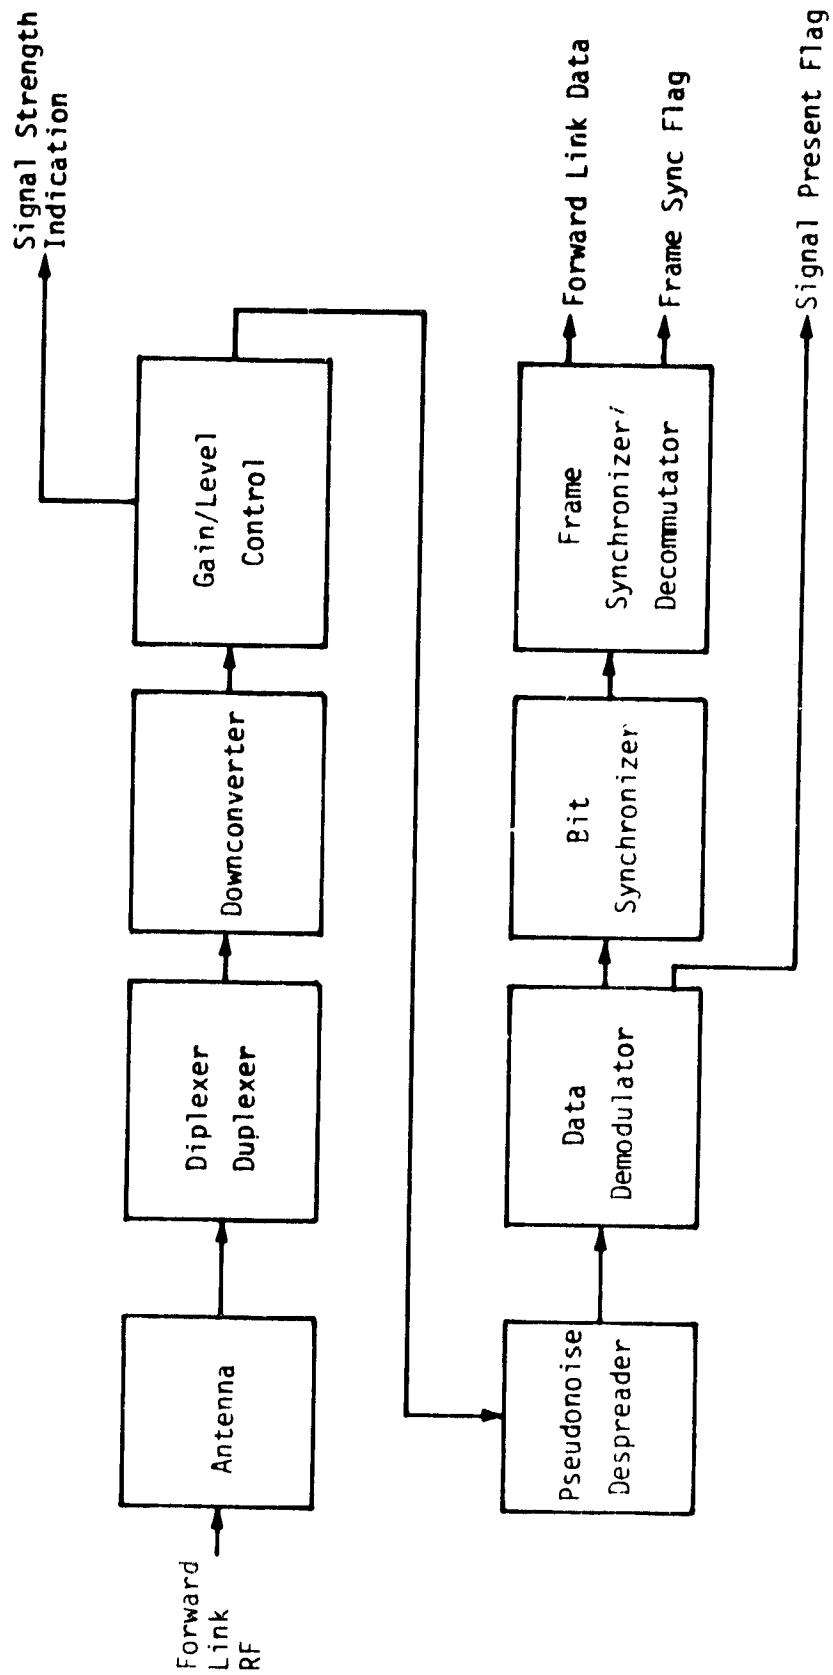 Forward
Link
RF
Antenna
Diplexer
Duplexer
Downconverter
Gain/Level
Control
Signal Strength
Indication
Pseudonoise
Despreader
Data
Demodulator
Bit
Synchronizer
Frame
Synchronizer/
Decommutator
Forward Link Data
Frame Sync Flag
Signal Present Flag